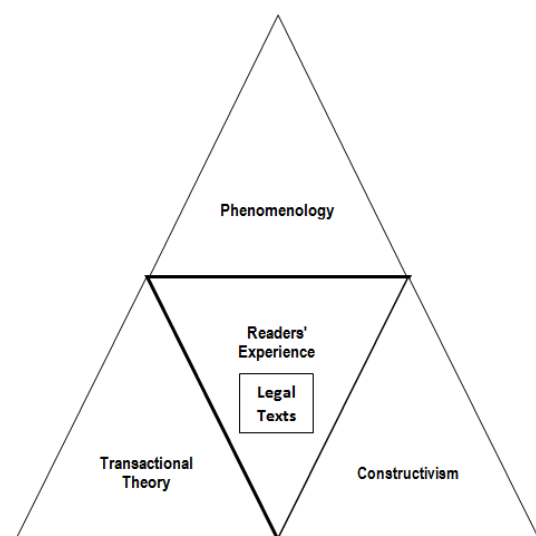 Phenomenology
Readers'
Experience
Legal
Texts
Transactional
Theory
Constructivism